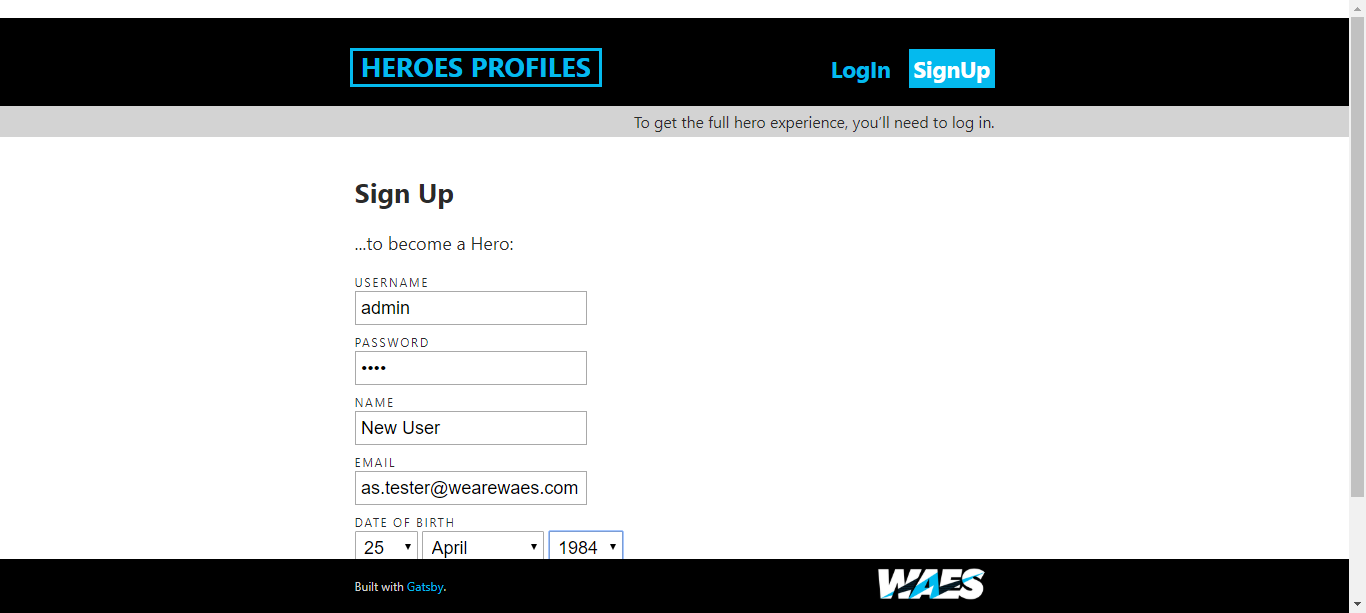 HEROES PROFILES
LogIn SignUp
To get the full hero experience, you'll need to log in.
Sign Up
...to become a Hero:
USERNAME
admin
PASSWORD
••••
NAME
New User
EMAIL
as.tester@wearewaes.com
DATE OF BIRTH
25 April 1984
Built with Gatsby.
WAES